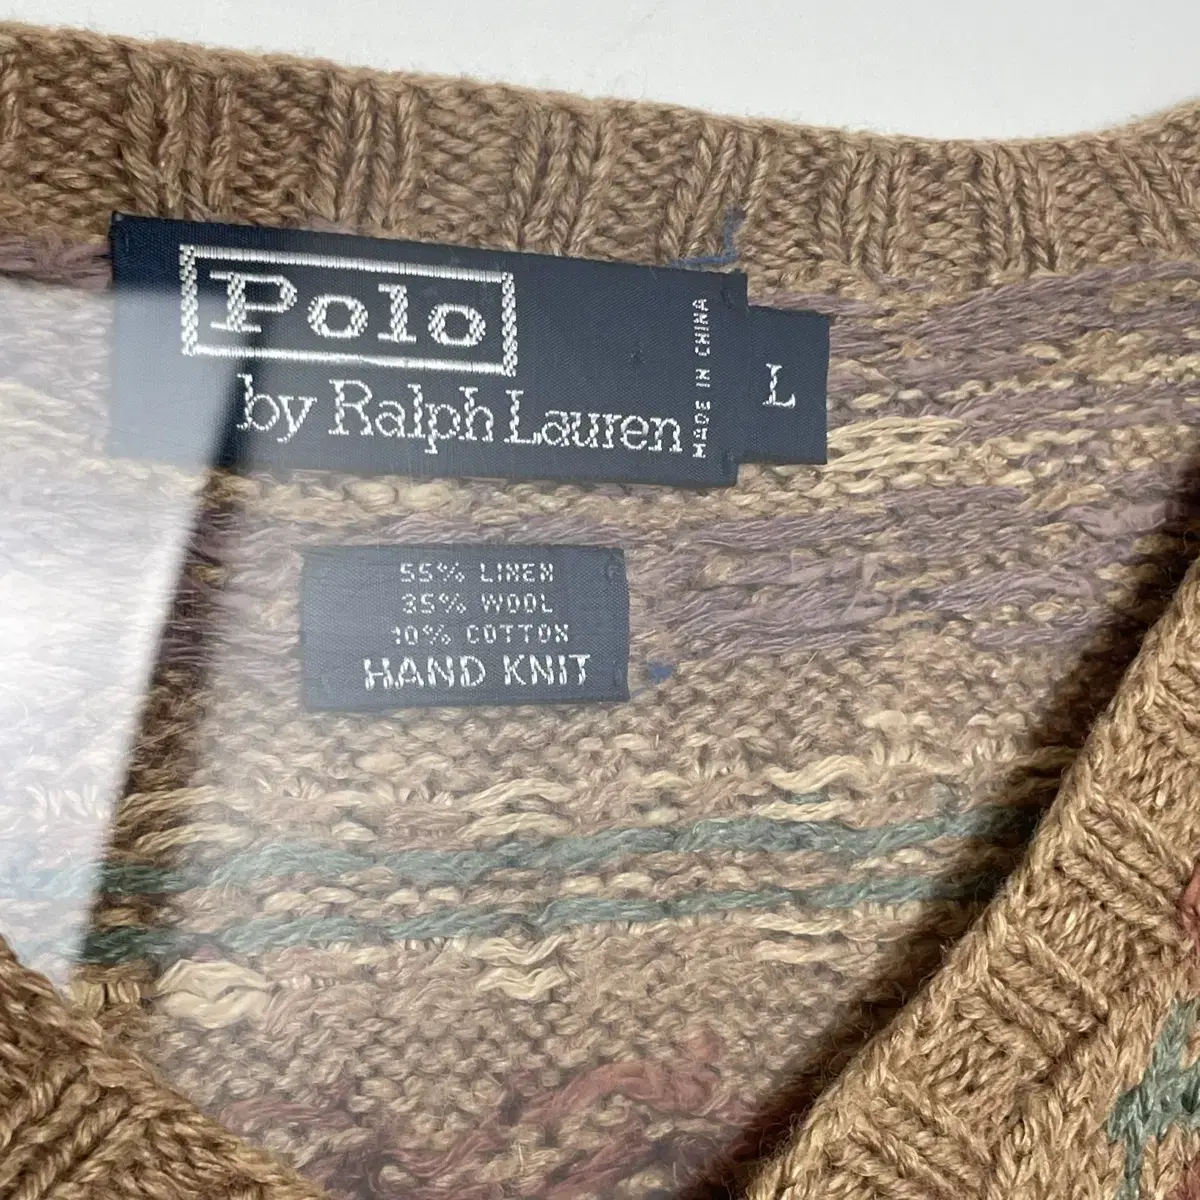 Polo
by Ralph Lauren
MADE IN CHINA
L
55% LINEN
35% WOOL
10% COTTON
HAND KNIT